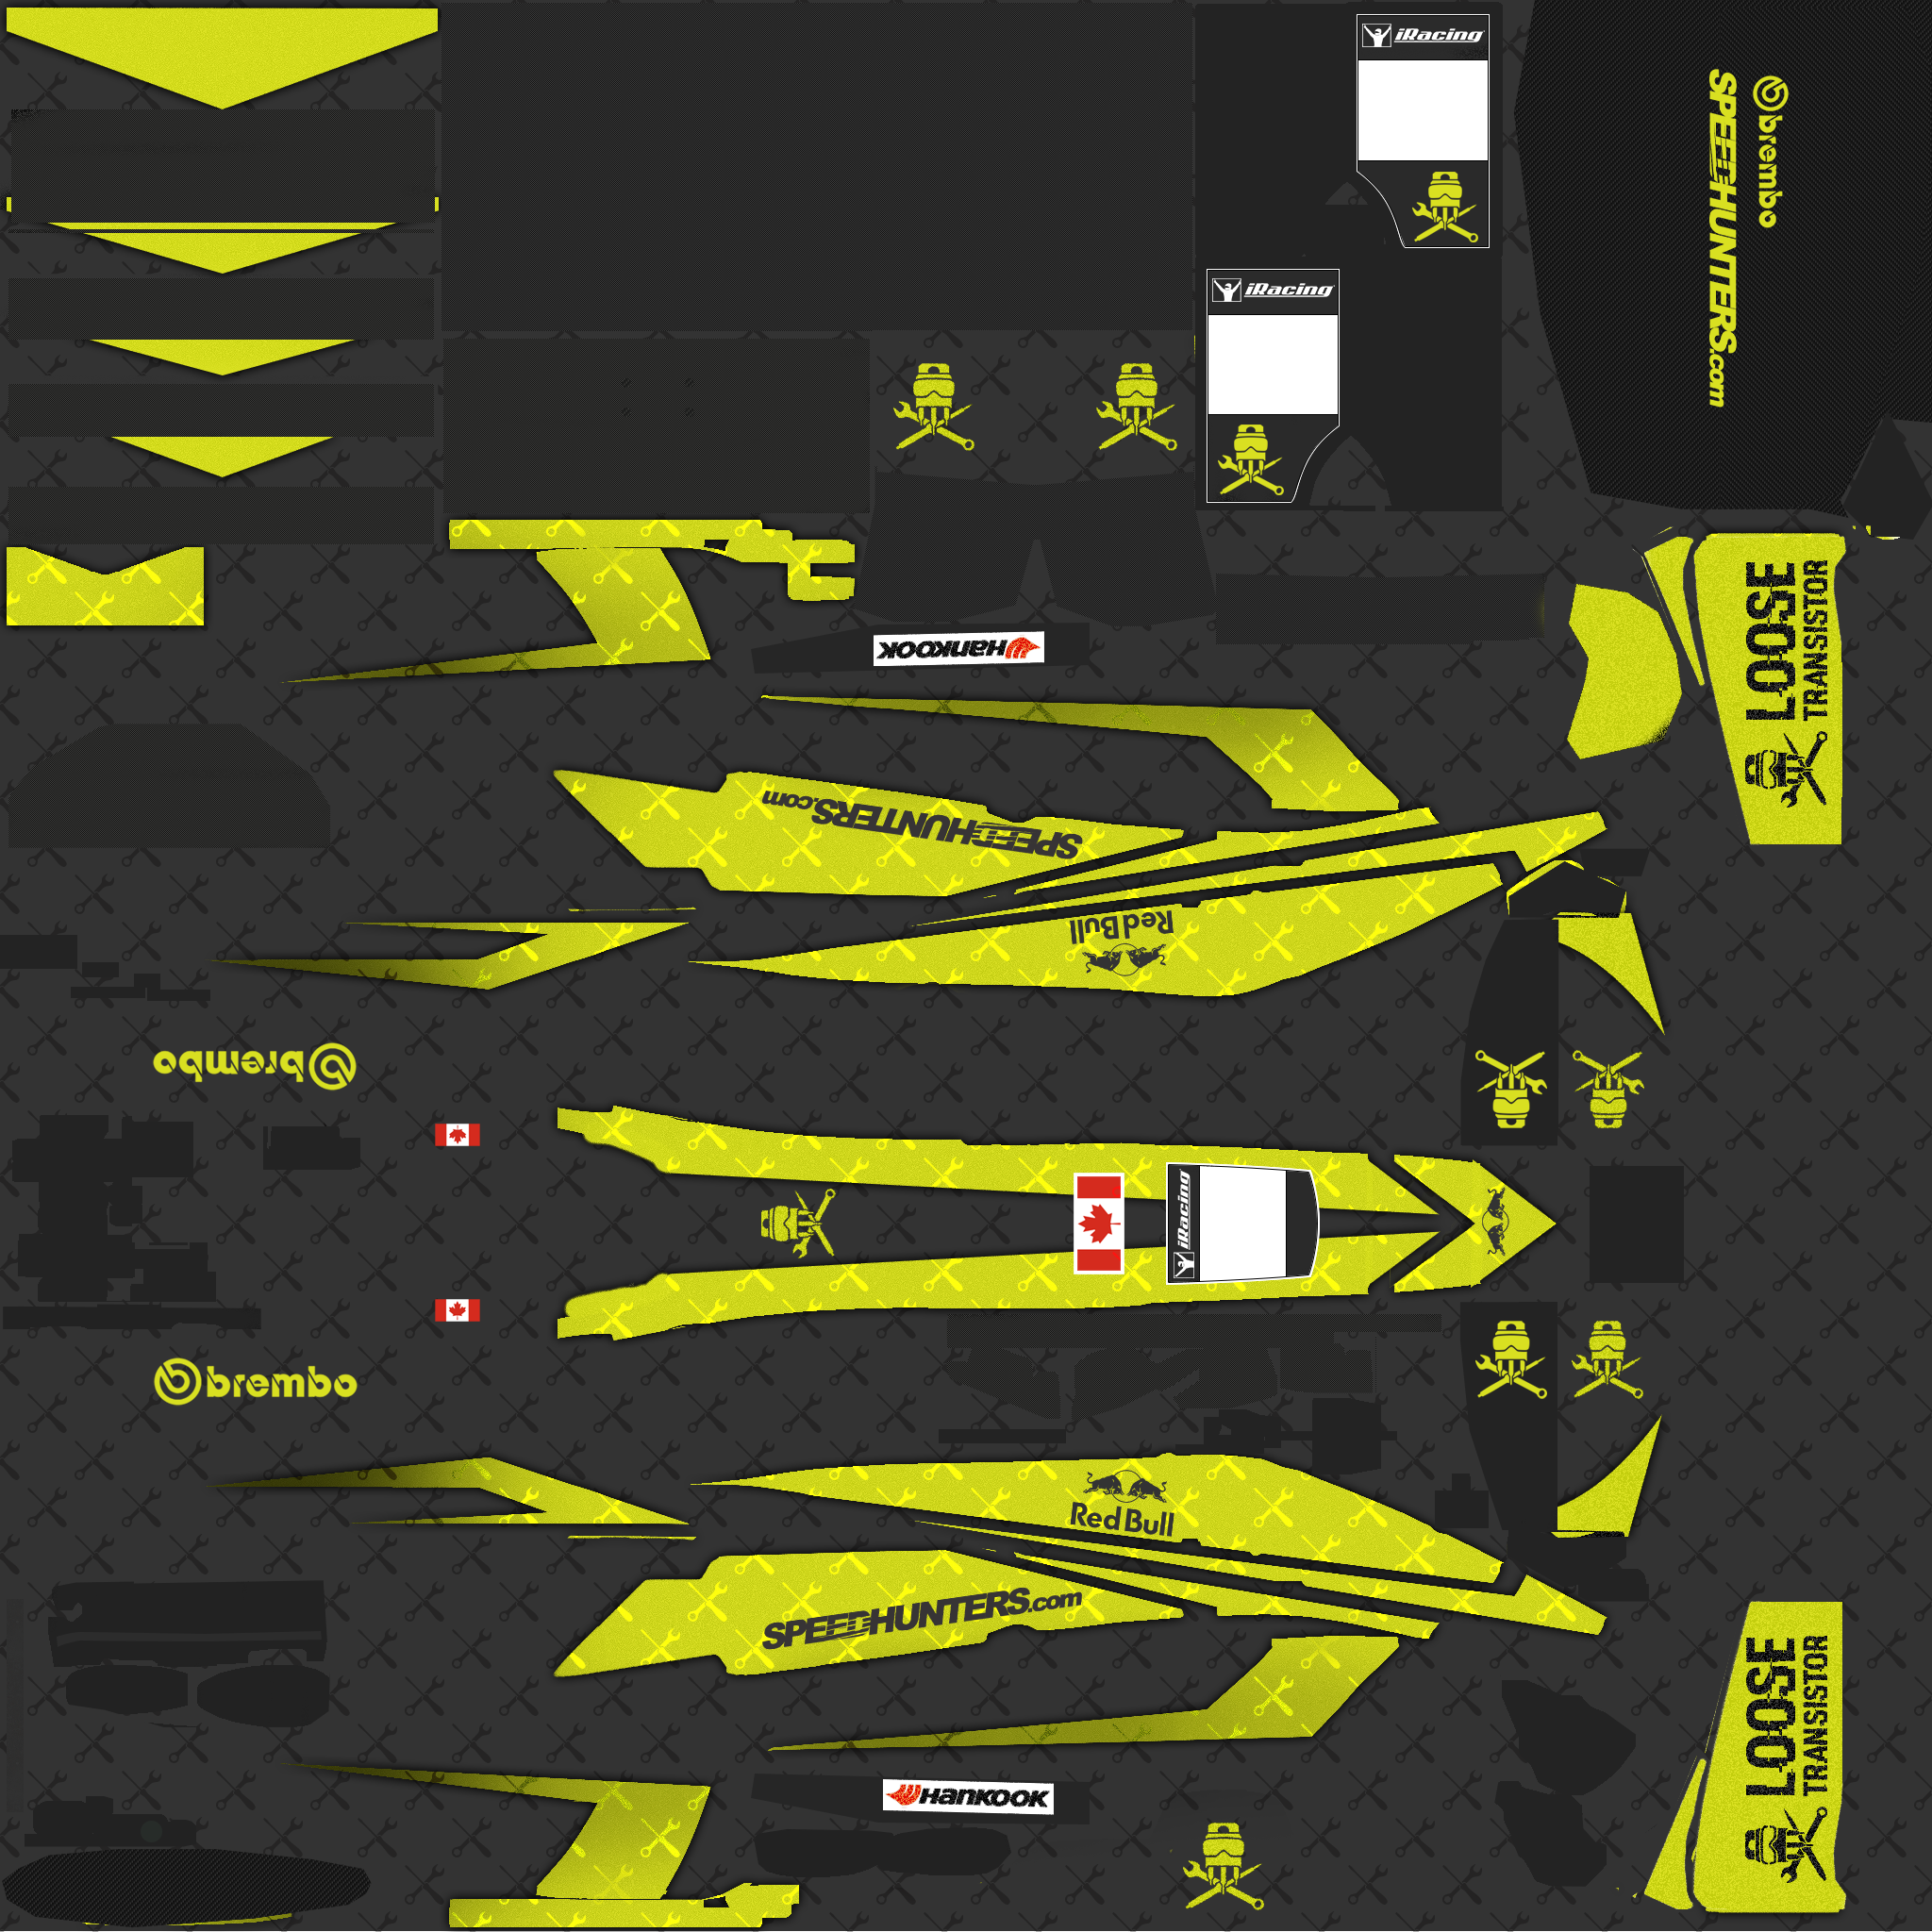 iRacing
brembo
SPEEDHUNTERS.com
iRacing
HANKOOK
LOOSE
TRANSISTOR
SPEEDHUNTERS.com
Red Bull
brembo
iRacing
brembo
Red Bull
SPEEDHUNTERS.com
LOOSE
TRANSISTOR
HANKOOK